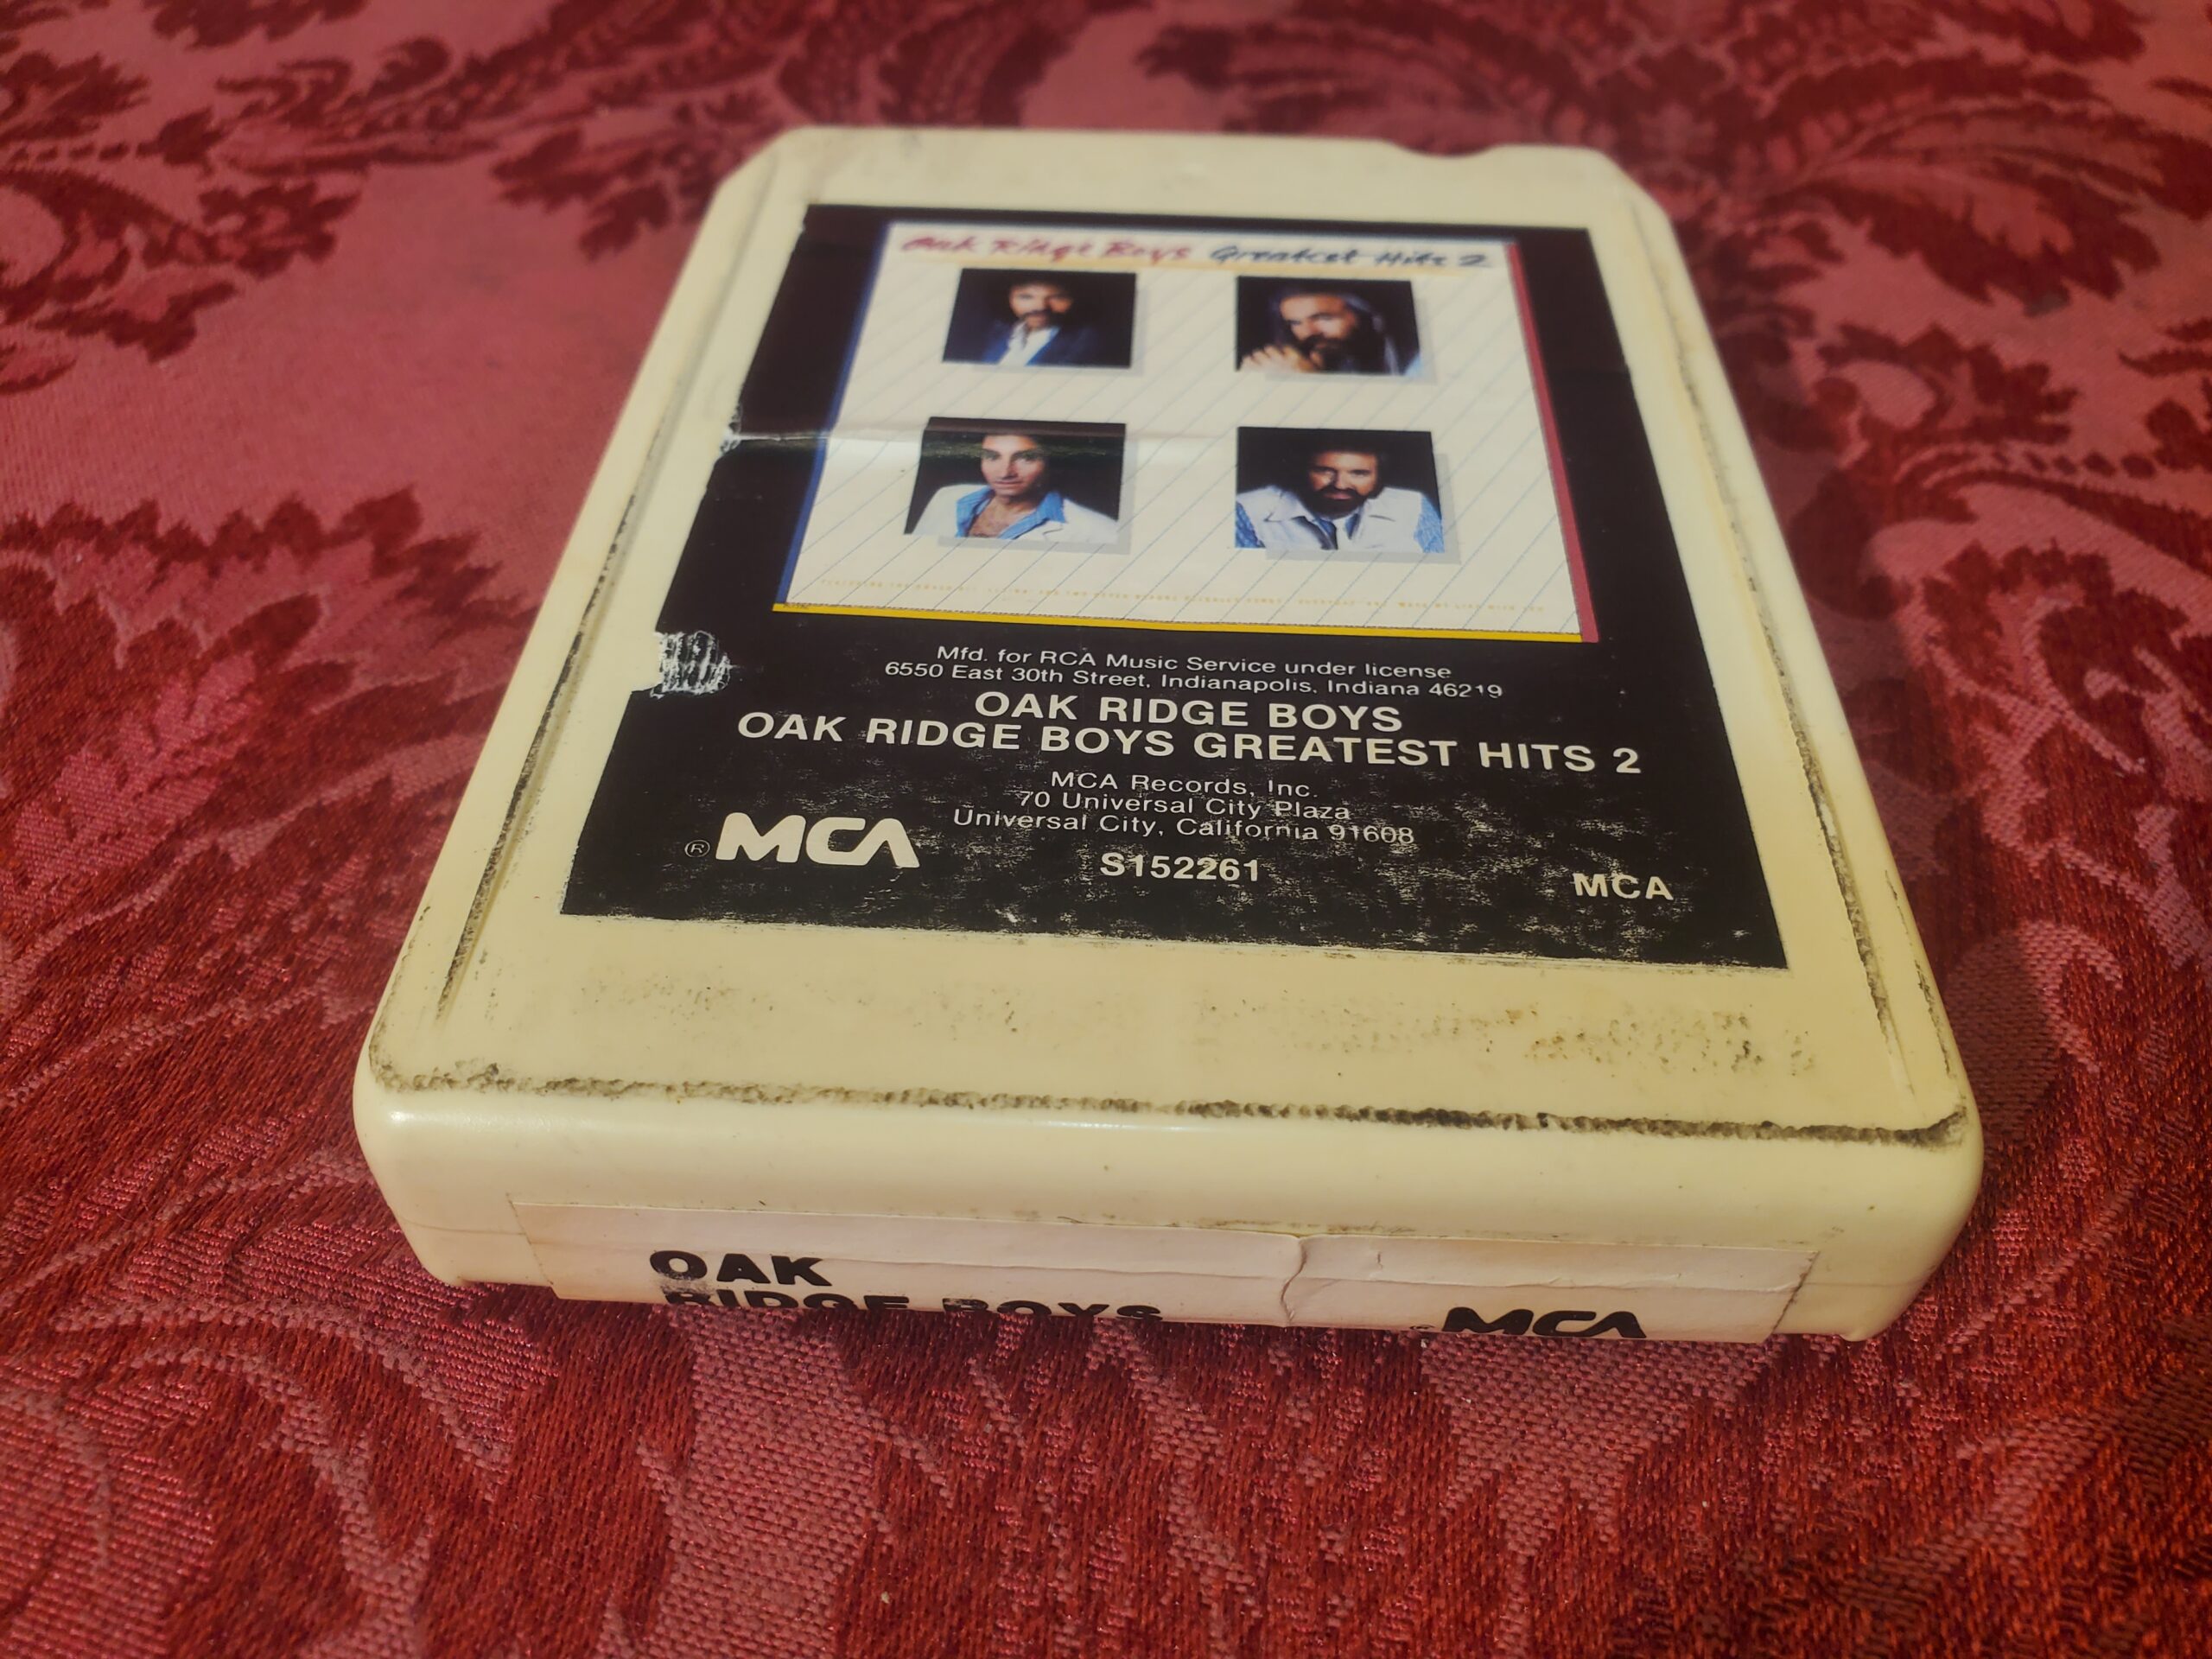 Oak Ridge Boys Greatest Hits 2
Mfd. for RCA Music Service under license
6550 East 30th Street, Indianapolis, Indiana 46219
OAK RIDGE BOYS
OAK RIDGE BOYS GREATEST HITS 2
MCA Records, Inc.
70 Universal City Plaza
Universal City, California 91608
® MCA
S152261
MCA
OAK
RIDGE BOYS
MCA